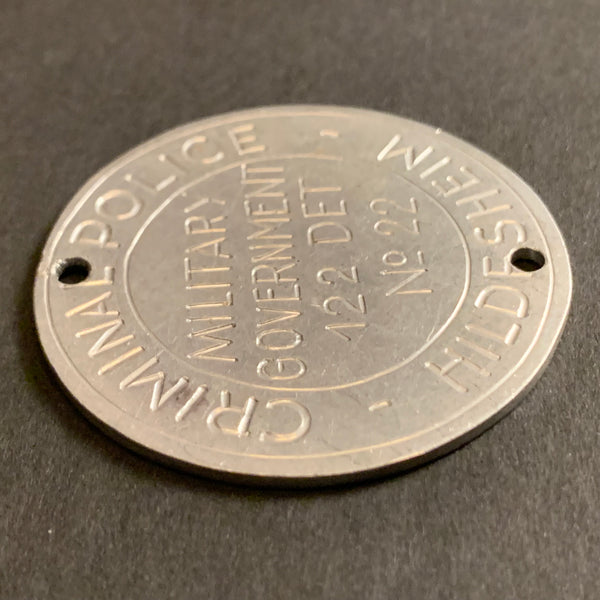 CRIMINAL POLICE
MILITARY
GOVERNMENT
122 DET
No 22
- HILDESHEIM -